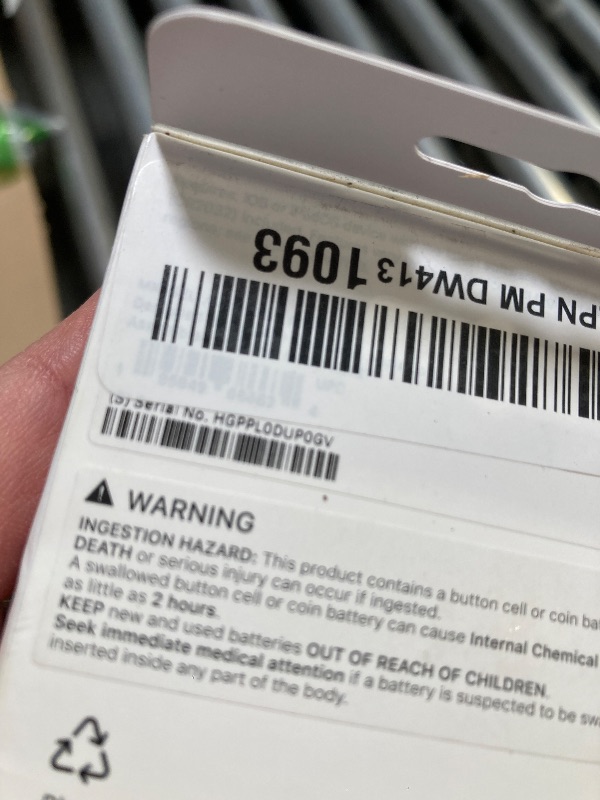 PN PM DW413 1093
(S) Serial No. HGPPL0DUP0GV
WARNING
INGESTION HAZARD: This product contains a button cell or coin ba
DEATH or serious injury can occur if ingested.
A swallowed button cell or coin battery can cause Internal Chemical
as little as 2 hours.
KEEP new and used batteries OUT OF REACH OF CHILDREN.
Seek immediate medical attention if a battery is suspected to be swa
inserted inside any part of the body.